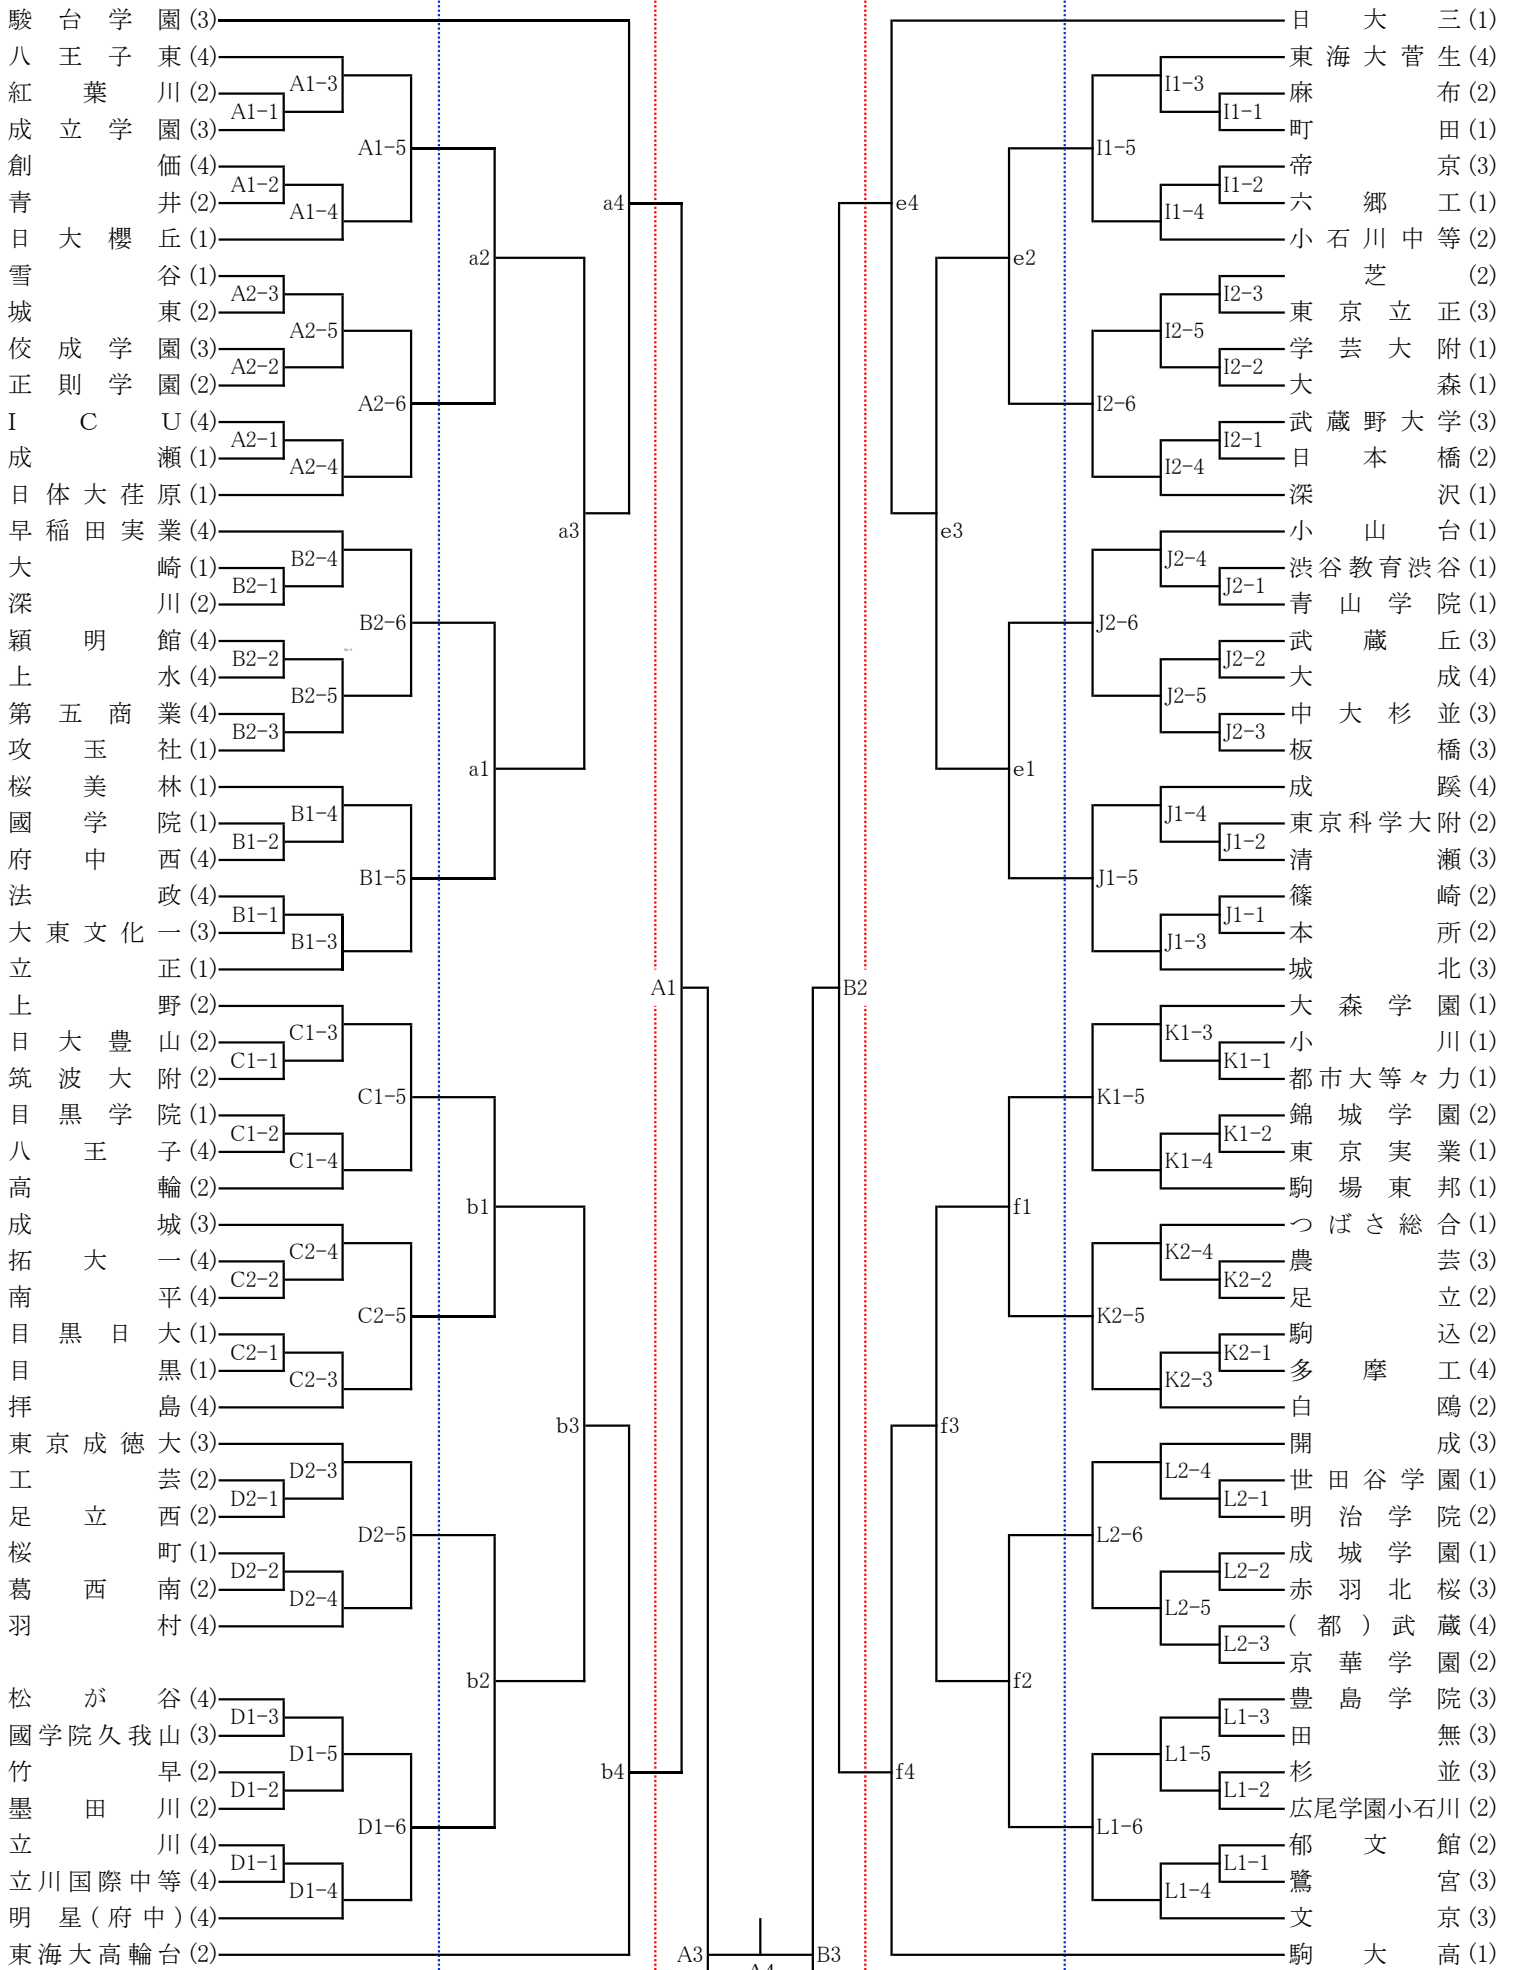 駿台学園(3)
八王子東(4)
紅葉川(2)
成立学園(3)
創価(4)
青井(2)
日大櫻丘(1)
雪谷(1)
城東(2)
佼成学園(3)
正則学園(2)
ICU(4)
成瀬(1)
日体大荏原(1)
早稲田実業(4)
大崎(1)
深川(2)
穎明館(4)
上水(4)
第五商業(4)
攻玉社(1)
桜美林(1)
國学院(1)
府中西(4)
法政(4)
大東文化一(3)
立正(1)
上野(2)
日大豊山(2)
筑波大附(2)
目黒学院(1)
八王子(4)
高輪(2)
成城(3)
拓大一(4)
南平(4)
目黒日大(1)
目黒(1)
拝島(4)
東京成徳大(3)
工芸(2)
足立西(2)
桜町(1)
葛西南(2)
羽村(4)
松が谷(4)
國学院久我山(3)
竹早(2)
墨田川(2)
立川(4)
立川国際中等(4)
明星(府中)(4)
東海大高輪台(2)
A1-3
A1-1
A1-5
A1-2
A1-4
A2-3
A2-5
A2-2
A2-6
A2-1
A2-4
B2-4
B2-1
B2-6
B2-2
B2-5
B2-3
B1-4
B1-2
B1-5
B1-1
B1-3
C1-3
C1-1
C1-5
C1-2
C1-4
C2-4
C2-2
C2-5
C2-1
C2-3
D2-3
D2-1
D2-5
D2-2
D2-4
D1-3
D1-5
D1-2
D1-6
D1-1
D1-4
a4
a2
a3
a1
b1
b3
b2
b4
A1
A3
A4
B3
B2
e4
e2
e3
e1
f1
f3
f2
f4
I1-3
I1-1
I1-5
I1-2
I1-4
I2-3
I2-5
I2-2
I2-6
I2-1
I2-4
J2-4
J2-1
J2-6
J2-2
J2-5
J2-3
J1-4
J1-2
J1-5
J1-1
J1-3
K1-3
K1-1
K1-5
K1-2
K1-4
K2-4
K2-2
K2-5
K2-1
K2-3
L2-4
L2-1
L2-6
L2-2
L2-5
L2-3
L1-3
L1-5
L1-2
L1-6
L1-1
L1-4
日大三(1)
東海大菅生(4)
麻布(2)
町田(1)
帝京(3)
六郷工(1)
小石川中等(2)
芝(2)
東京立正(3)
学芸大附(1)
大森(1)
武蔵野大学(3)
日本橋(2)
深沢(1)
小山台(1)
渋谷教育渋谷(1)
青山学院(1)
武蔵丘(3)
大成(4)
中大杉並(3)
板橋(3)
成蹊(4)
東京科学大附(2)
清瀬(3)
篠崎(2)
本所(2)
城北(3)
大森学園(1)
小川(1)
都市大等々力(1)
錦城学園(2)
東京実業(1)
駒場東邦(1)
つばさ総合(1)
農芸(3)
足立(2)
駒込(2)
多摩工(4)
白鴎(2)
開成(3)
世田谷学園(1)
明治学院(2)
成城学園(1)
赤羽北桜(3)
(都)武蔵(4)
京華学園(2)
豊島学院(3)
田無(3)
杉並(3)
広尾学園小石川(2)
郁文館(2)
鷺宮(3)
文京(3)
駒大高(1)